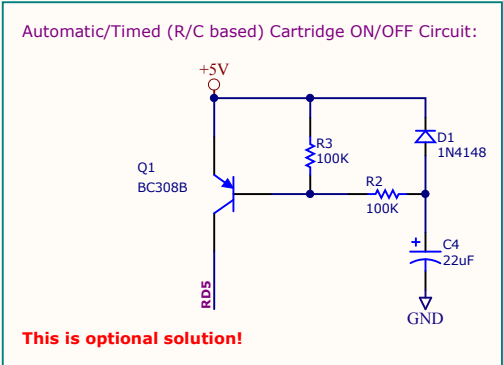 Automatic/Timed (R/C based) Cartridge ON/OFF Circuit:
+5V
R3
100K
D1
1N4148
Q1
BC308B
R2
100K
C4
22uF
+
RD5
GND
This is optional solution!